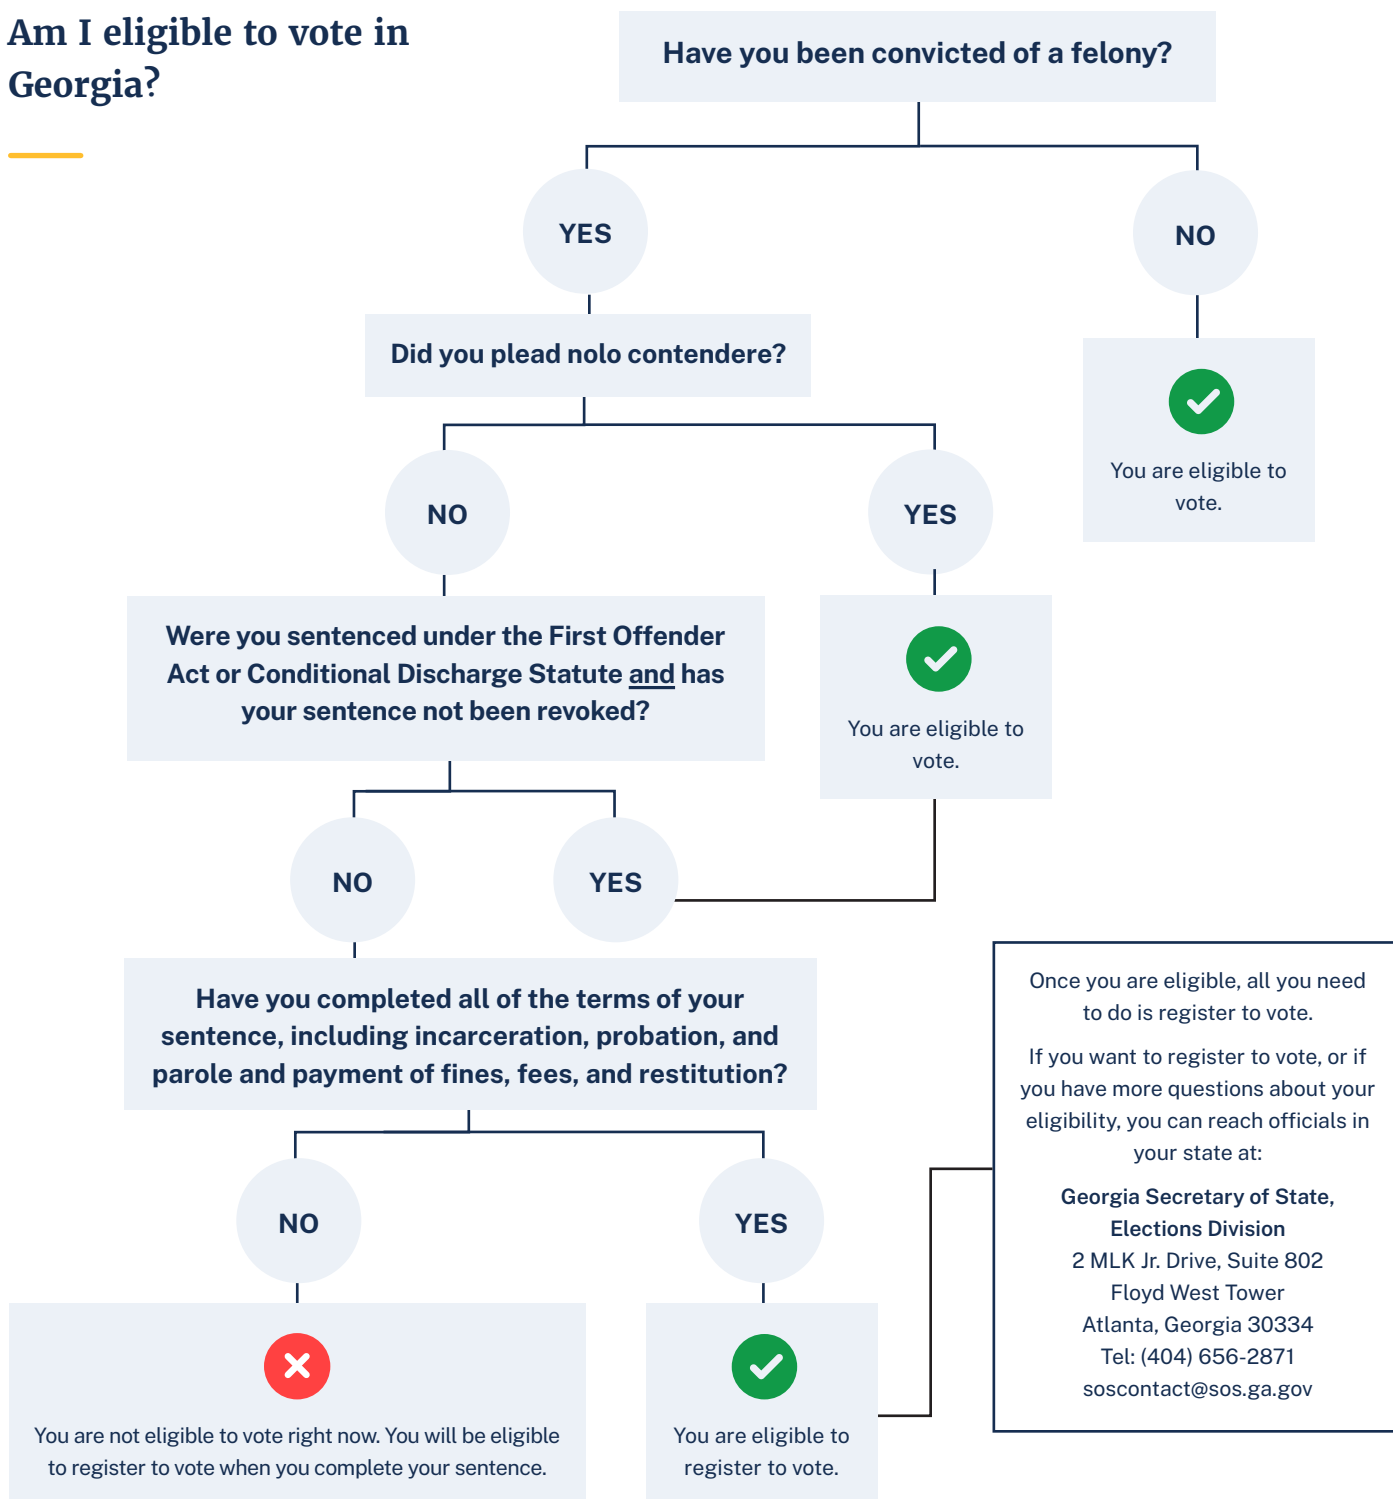 Am I eligible to vote in
Georgia?
Have you been convicted of a felony?
YES
NO
Did you plead nolo contendere?
You are eligible to
vote.
NO
YES
Were you sentenced under the First Offender
Act or Conditional Discharge Statute and has
your sentence not been revoked?
You are eligible to
vote.
NO
YES
Have you completed all of the terms of your
sentence, including incarceration, probation, and
parole and payment of fines, fees, and restitution?
NO
YES
You are not eligible to vote right now. You will be eligible
to register to vote when you complete your sentence.
You are eligible to
register to vote.
Once you are eligible, all you need
to do is register to vote.
If you want to register to vote, or if
you have more questions about your
eligibility, you can reach officials in
your state at:
Georgia Secretary of State,
Elections Division
2 MLK Jr. Drive, Suite 802
Floyd West Tower
Atlanta, Georgia 30334
Tel: (404) 656-2871
soscontact@sos.ga.gov